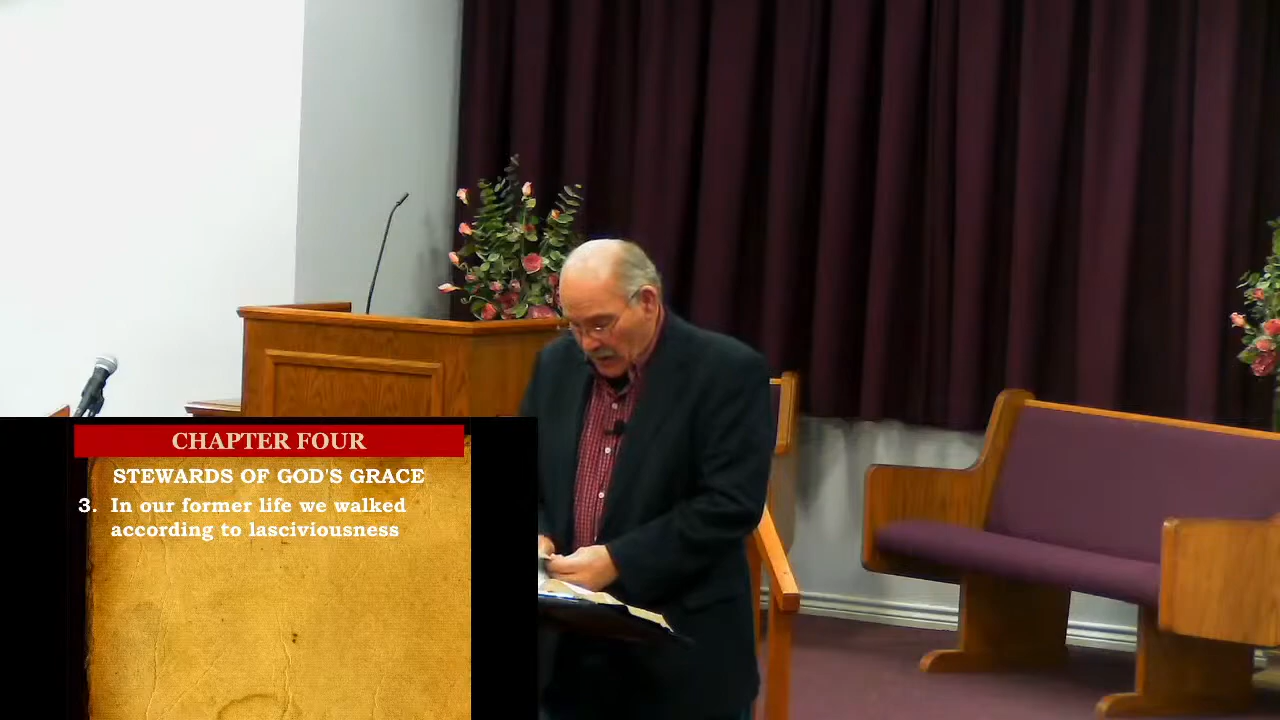 CHAPTER FOUR
STEWARDS OF GOD'S GRACE
3. In our former life we walked
according to lasciviousness